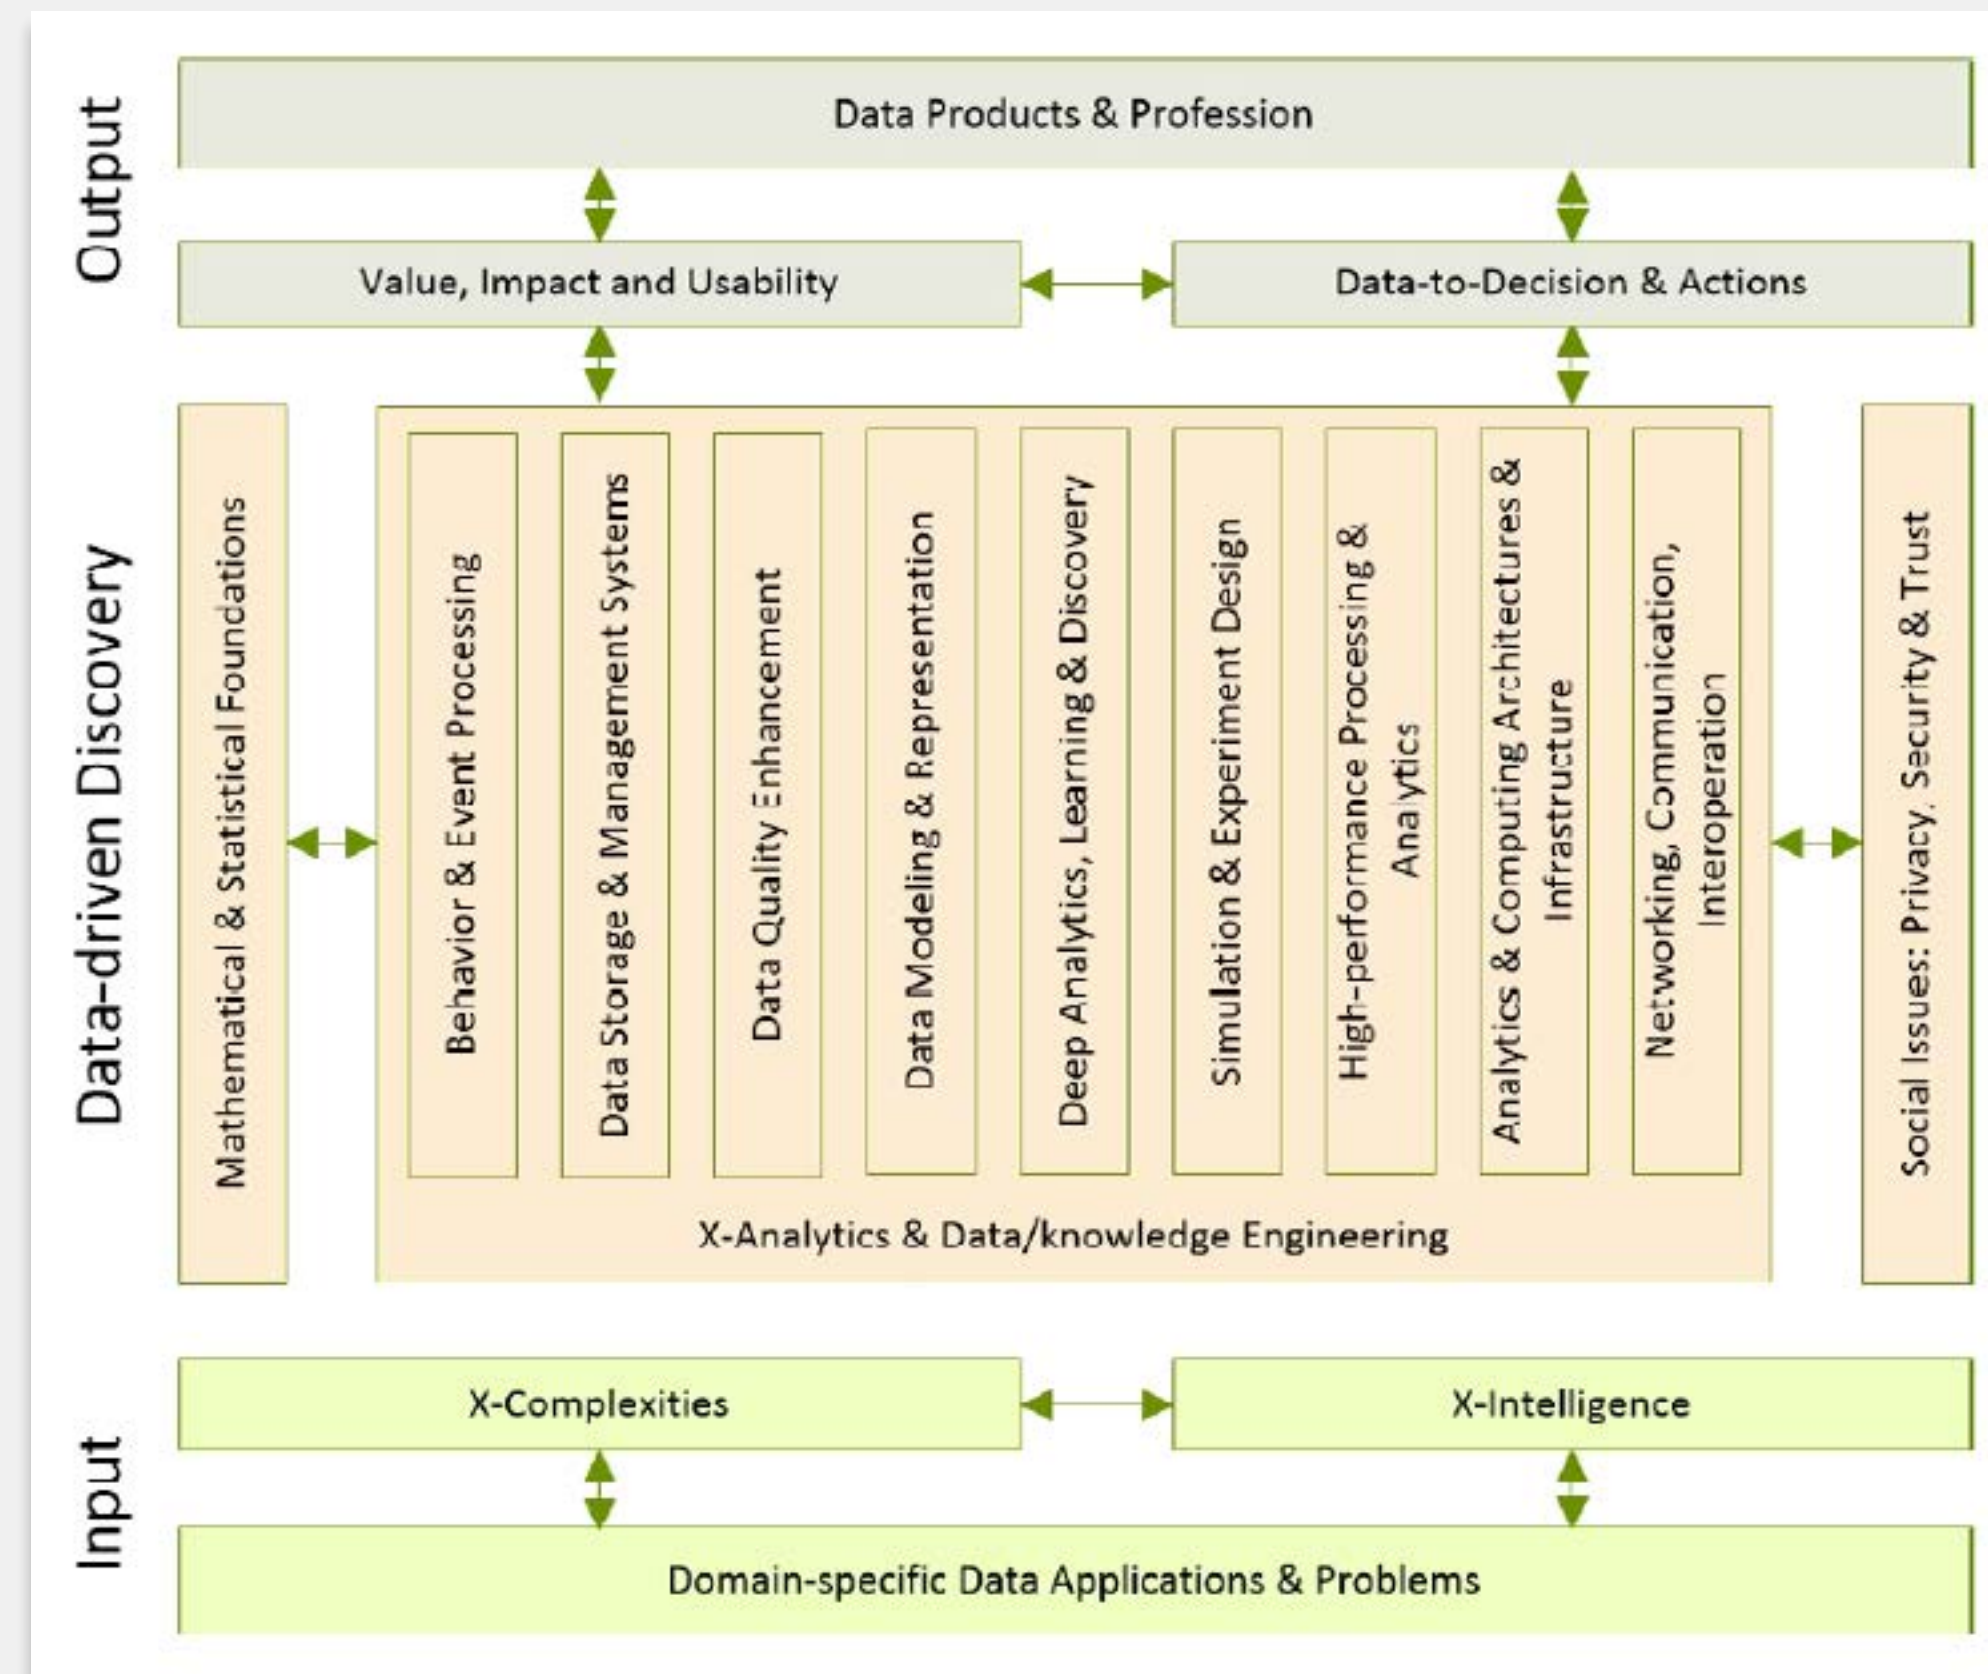 Output
Data Products & Profession
Value, Impact and Usability
Data-to-Decision & Actions
Data-driven Discovery
Mathematical & Statistical Foundations
Behavior & Event Processing
Data Storage & Management Systems
Data Quality Enhancement
Data Modeling & Representation
Deep Analytics, Learning & Discovery
Simulation & Experiment Design
High-performance Processing &
Analytics
Analytics & Computing Architectures &
Infrastructure
Networking, Communication,
Interoperation
X-Analytics & Data/knowledge Engineering
Social Issues: Privacy, Security & Trust
Input
X-Complexities
X-Intelligence
Domain-specific Data Applications & Problems